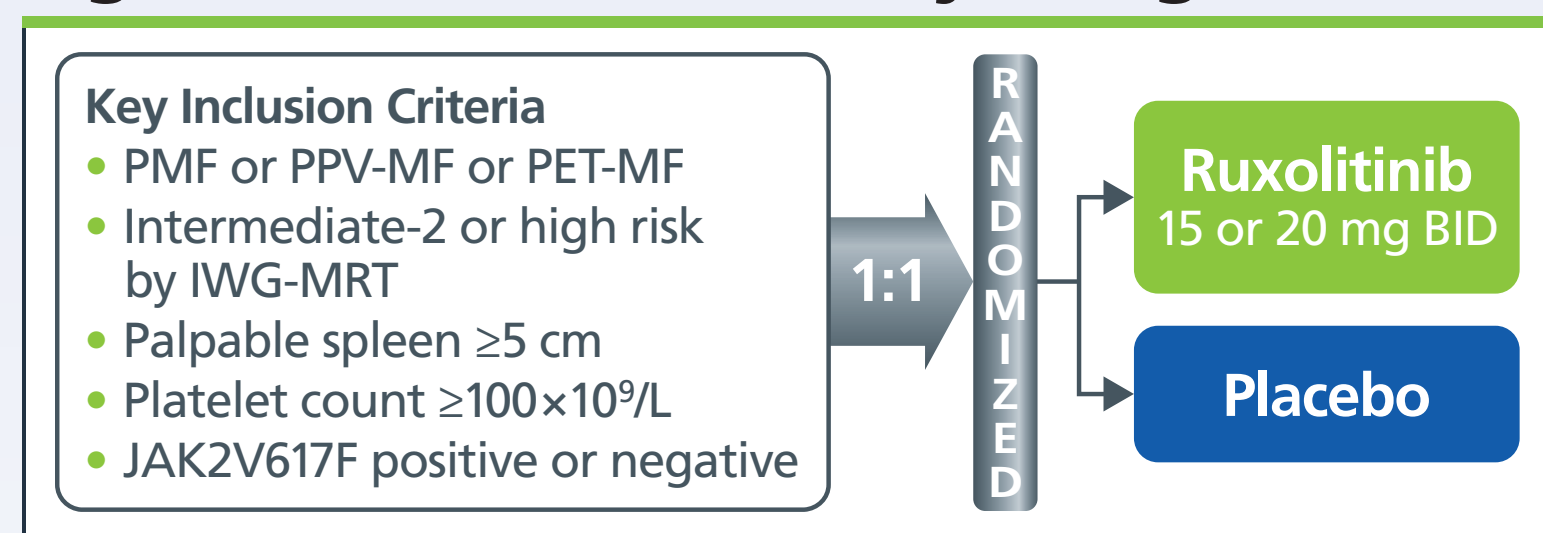 Key Inclusion Criteria
• PMF or PPV-MF or PET-MF
• Intermediate-2 or high risk
by IWG-MRT
• Palpable spleen ≥5 cm
• Platelet count ≥100×10⁹/L
• JAK2V617F positive or negative
1:1
RANDOMIZED
Ruxolitinib
15 or 20 mg BID
Placebo